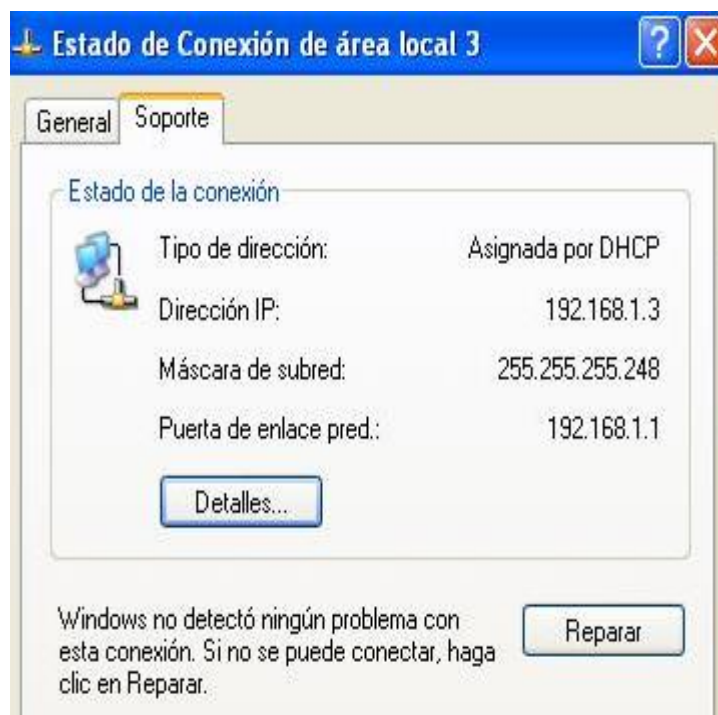 Estado de Conexión de área local 3
General Soporte
Estado de la conexión
Tipo de dirección: Asignada por DHCP
Dirección IP: 192.168.1.3
Máscara de subred: 255.255.255.248
Puerta de enlace pred.: 192.168.1.1
Detalles...
Windows no detectó ningún problema con
esta conexión. Si no se puede conectar, haga
clic en Reparar.
Reparar